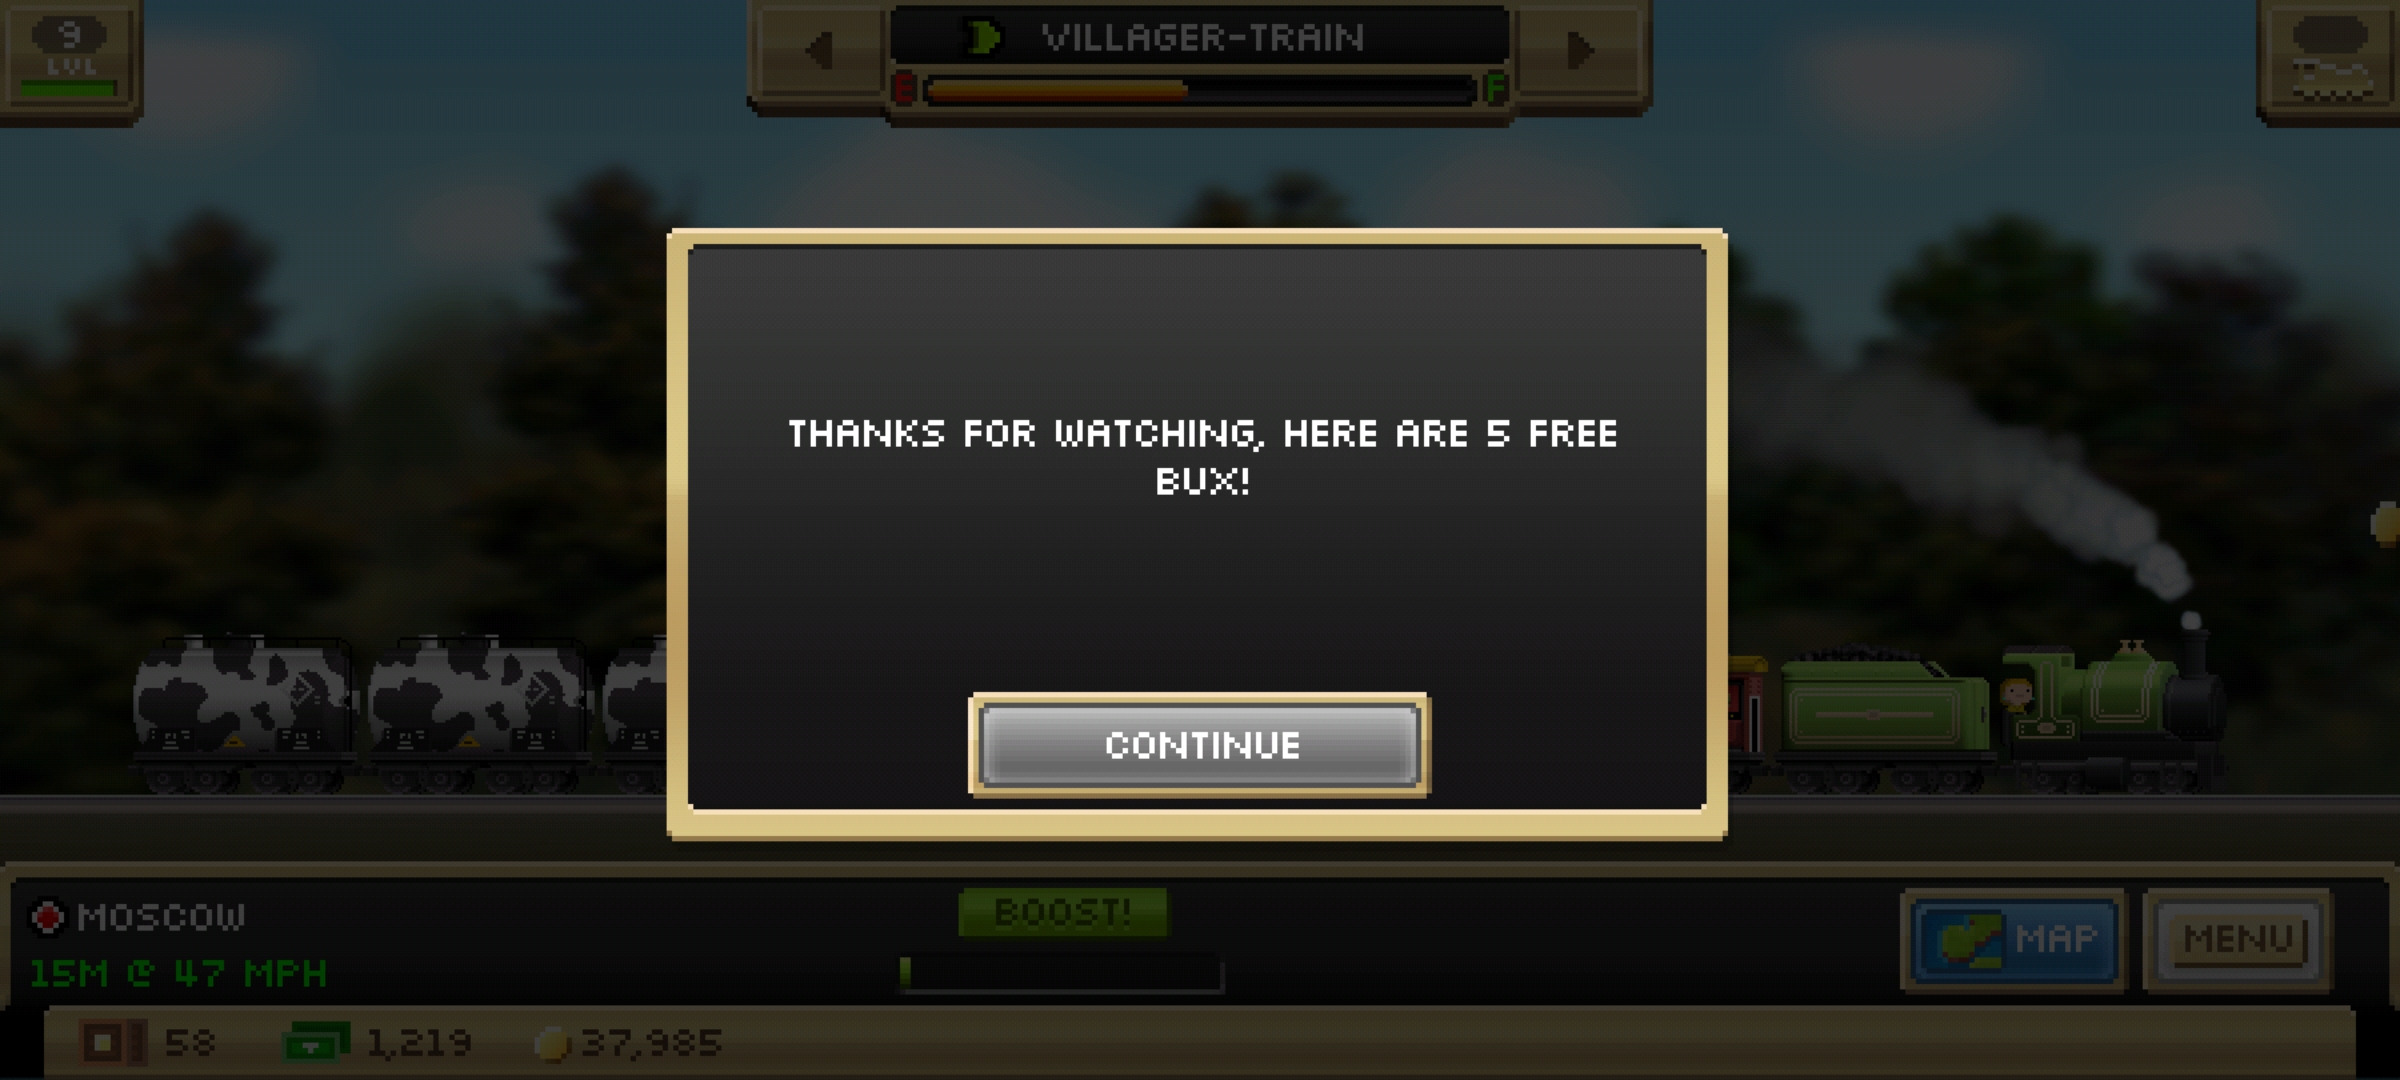 9
LVL
VILLAGER-TRAIN
E F
THANKS FOR WATCHING, HERE ARE 5 FREE
BUX!
CONTINUE
MOSCOW
15M @ 47 MPH
BOOST!
MAP
MENU
58 1,219 37,985